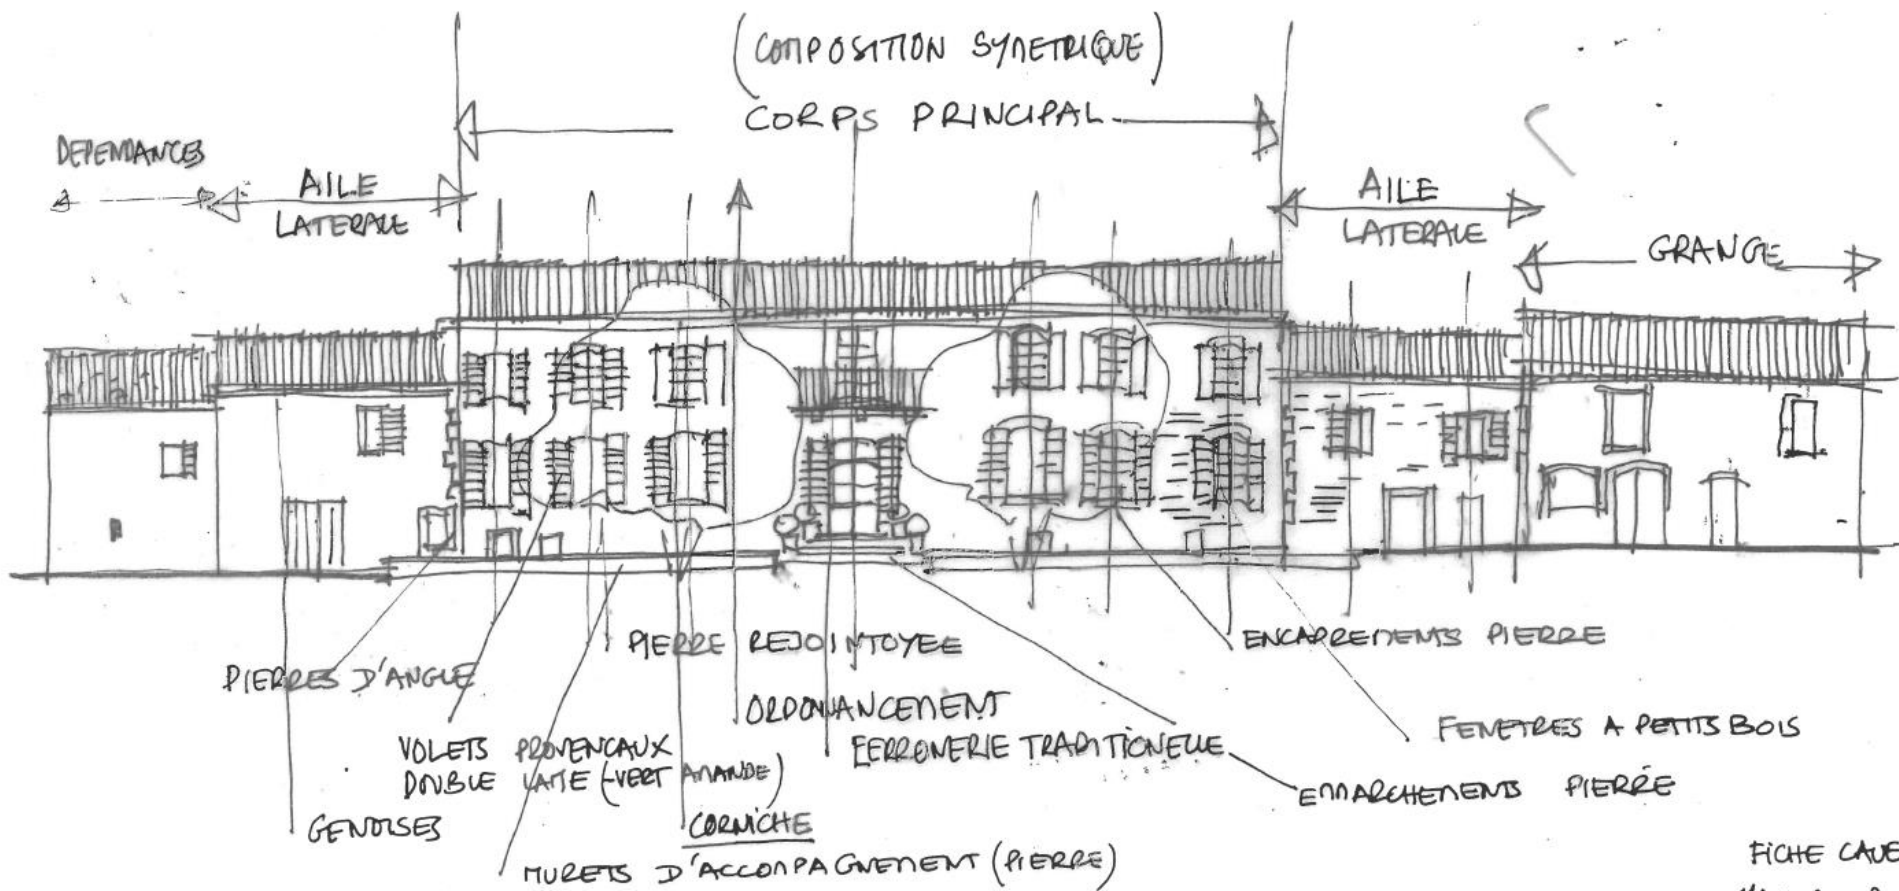 (COMPOSITION SYMETRIQUE)
CORPS PRINCIPAL
DEPENDANCES
AILE
LATERALE
AILE
LATERALE
GRANGE
PIERRE REJOINTOYEE
ENCADREMENTS PIERRE
PIERRES D'ANGLE
ORDONNANCEMENT
FENETRES A PETITS BOIS
VOLETS PROVENCAUX
DOUBLE LAME (VERT AMANDE)
FERRONERIE TRADITIONELLE
EMMARCHEMENTS PIERRE
GENOISES
CORNICHE
MURETS D'ACCOMPAGNEMENT (PIERRE)
FICHE CAUE